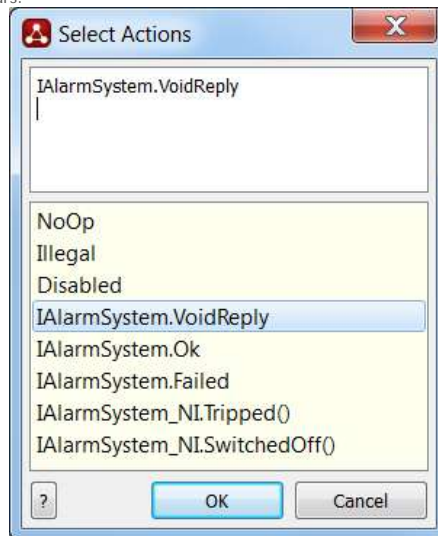 Select Actions
IAlarmSystem.VoidReply
NoOp
Illegal
Disabled
IAlarmSystem.VoidReply
IAlarmSystem.Ok
IAlarmSystem.Failed
IAlarmSystem_NI.Tripped()
IAlarmSystem_NI.SwitchedOff()
? OK Cancel